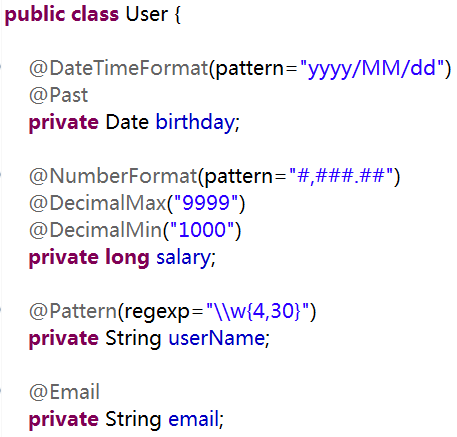 public class User {
@DateTimeFormat(pattern="yyyy/MM/dd")
@Past
private Date birthday;
@NumberFormat(pattern="#,###.##")
@DecimalMax("9999")
@DecimalMin("1000")
private long salary;
@Pattern(regexp="\\w{4,30}")
private String userName;
@Email
private String email;